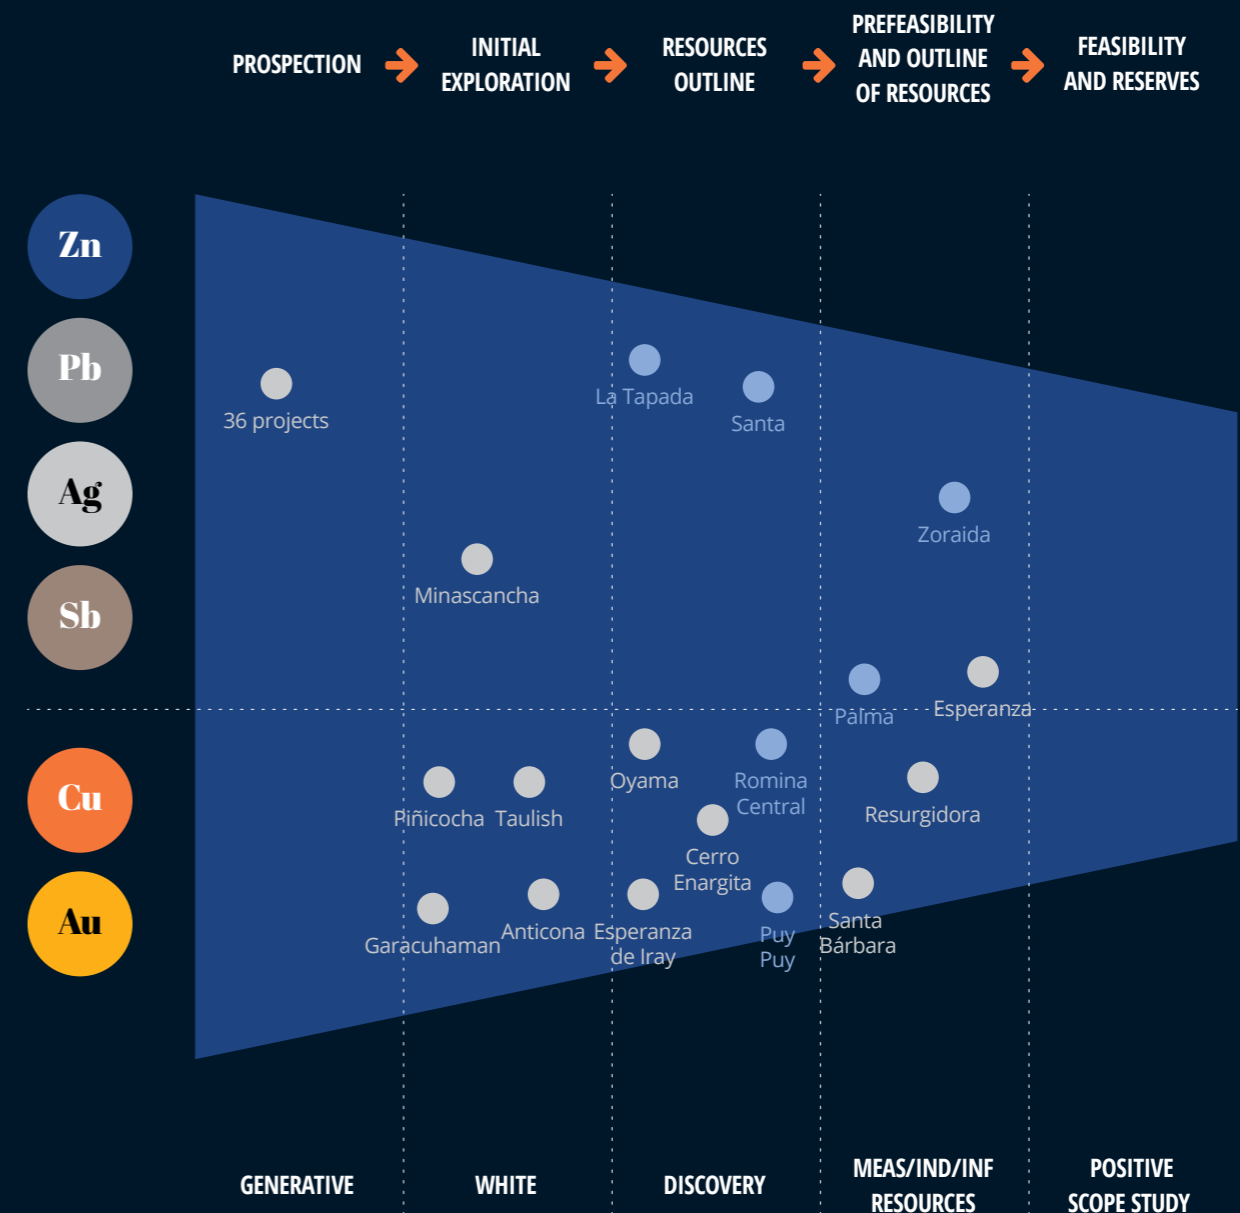 PROSPECTION
INITIAL
EXPLORATION
RESOURCES
OUTLINE
PREFEASIBILITY
AND OUTLINE
OF RESOURCES
FEASIBILITY
AND RESERVES
Zn
Pb
Ag
Sb
Cu
Au
36 projects
La Tapada
Santa
Zoraida
Minascancha
Palma
Esperanza
Oyama
Romina
Central
Piñicocha
Taulish
Resurgidora
Cerro
Enargita
Garacuhaman
Anticona
Esperanza
de Iray
Puy
Puy
Santa
Bárbara
GENERATIVE
WHITE
DISCOVERY
MEAS/IND/INF
RESOURCES
POSITIVE
SCOPE STUDY